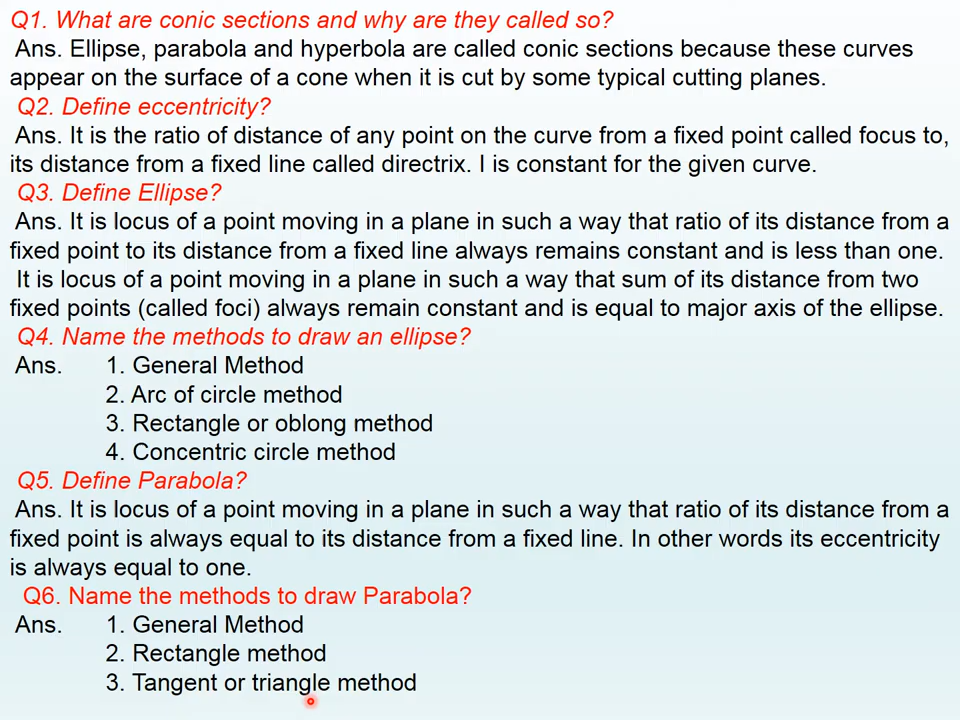 Q1. What are conic sections and why are they called so?
Ans. Ellipse, parabola and hyperbola are called conic sections because these curves
appear on the surface of a cone when it is cut by some typical cutting planes.
Q2. Define eccentricity?
Ans. It is the ratio of distance of any point on the curve from a fixed point called focus to,
its distance from a fixed line called directrix. I is constant for the given curve.
Q3. Define Ellipse?
Ans. It is locus of a point moving in a plane in such a way that ratio of its distance from a
fixed point to its distance from a fixed line always remains constant and is less than one.
It is locus of a point moving in a plane in such a way that sum of its distance from two
fixed points (called foci) always remain constant and is equal to major axis of the ellipse.
Q4. Name the methods to draw an ellipse?
Ans. 1. General Method
2. Arc of circle method
3. Rectangle or oblong method
4. Concentric circle method
Q5. Define Parabola?
Ans. It is locus of a point moving in a plane in such a way that ratio of its distance from a
fixed point is always equal to its distance from a fixed line. In other words its eccentricity
is always equal to one.
Q6. Name the methods to draw Parabola?
Ans. 1. General Method
2. Rectangle method
3. Tangent or triangle method